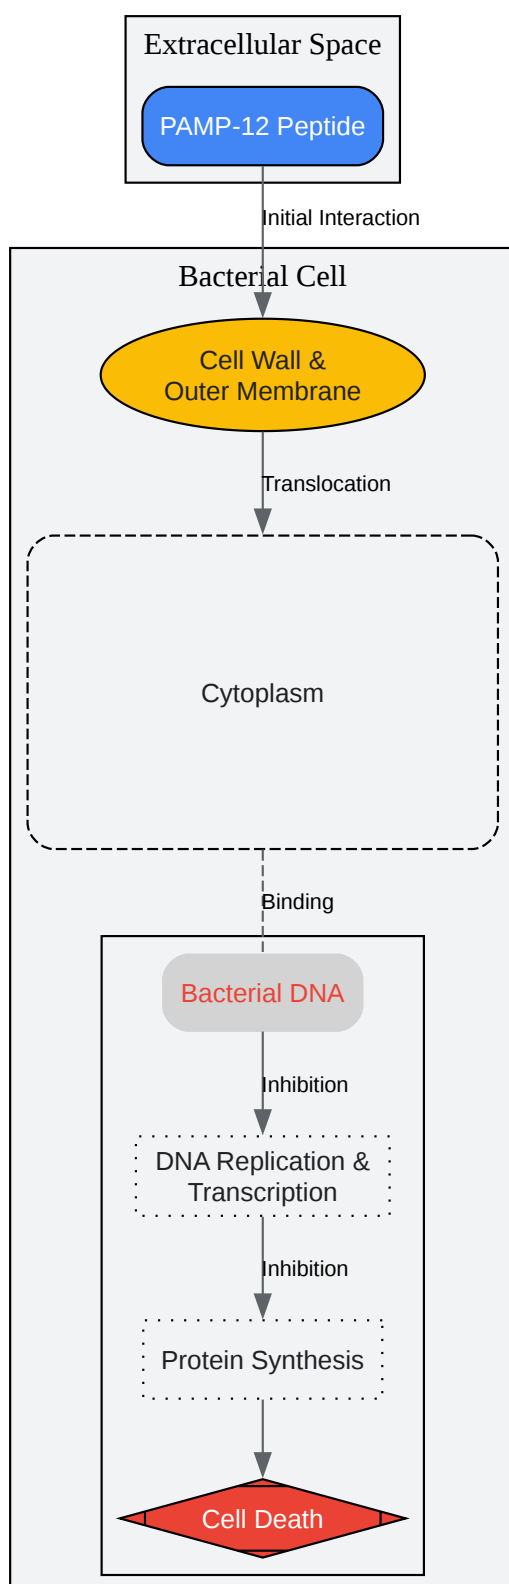 Extracellular Space
PAMP-12 Peptide
Initial Interaction
Bacterial Cell
Cell Wall &
Outer Membrane
Translocation
Cytoplasm
Binding
Bacterial DNA
Inhibition
DNA Replication &
Transcription
Inhibition
Protein Synthesis
Cell Death